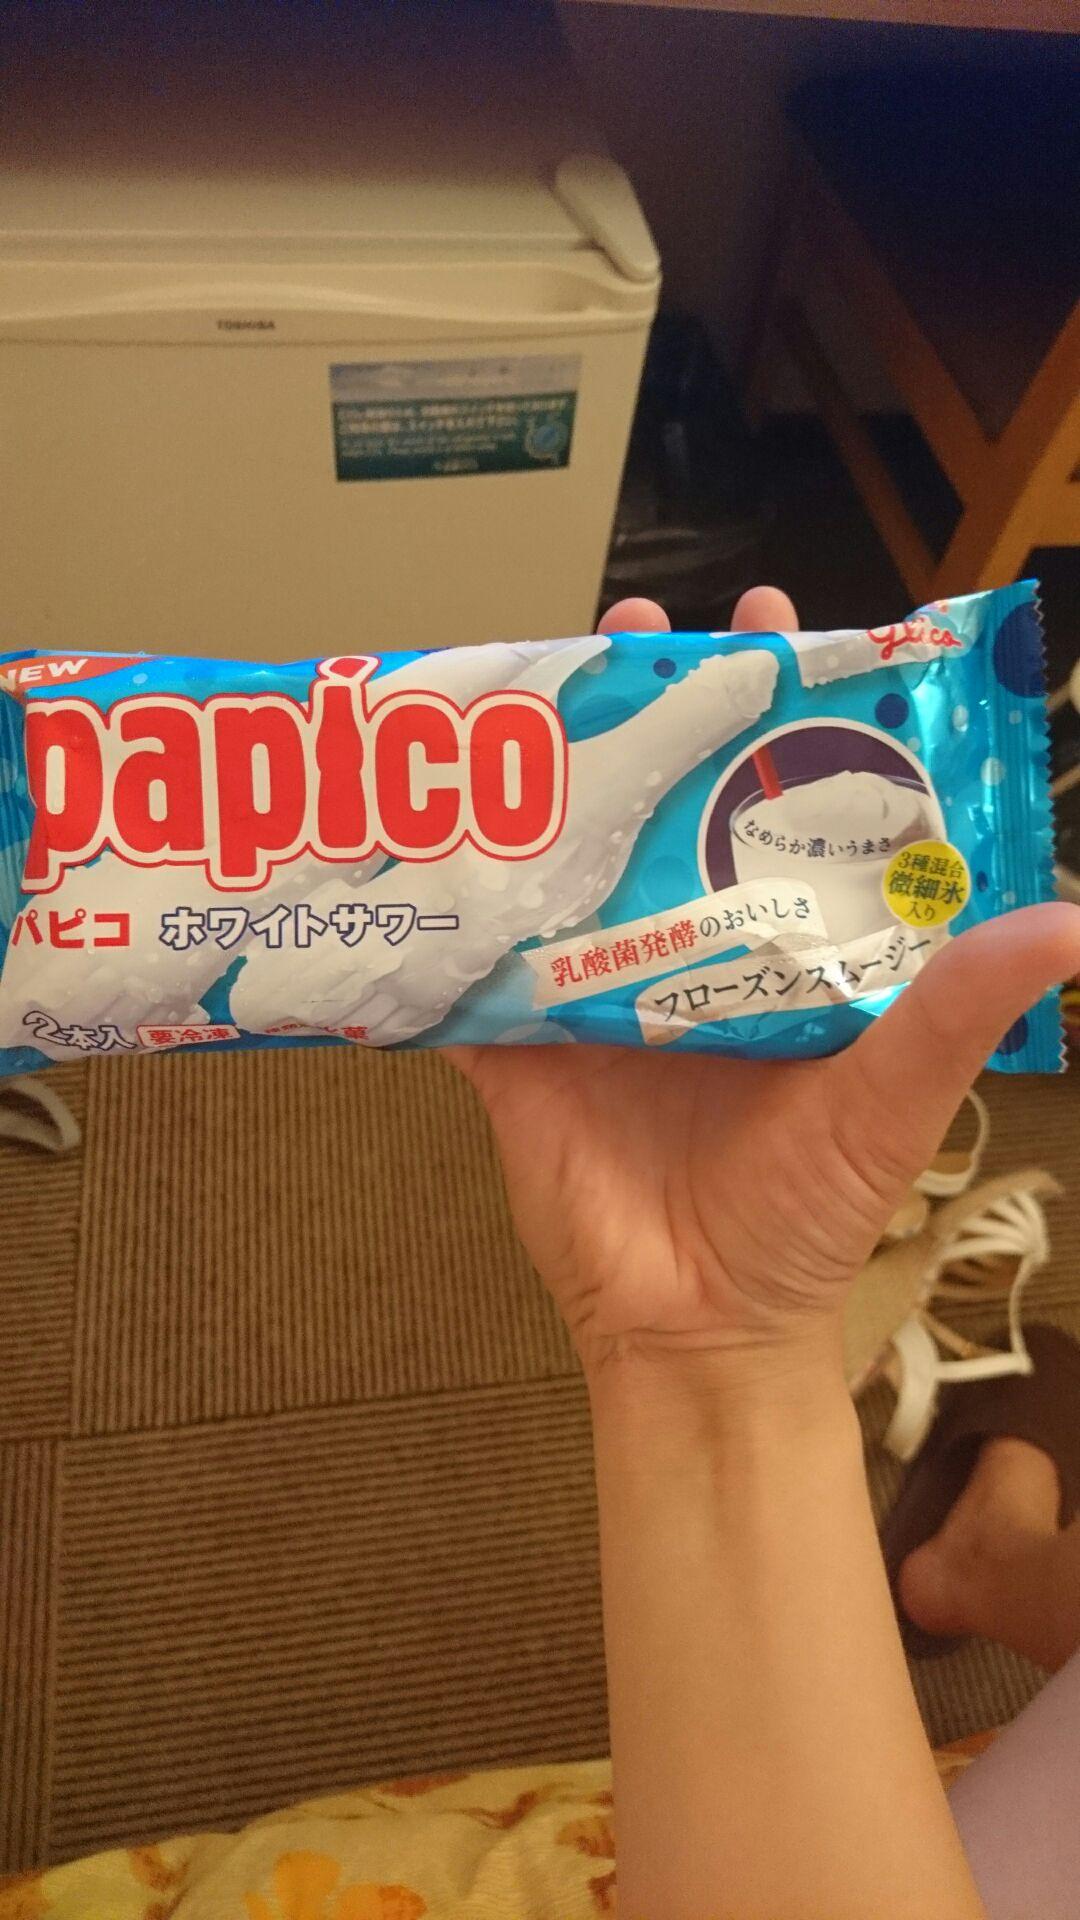 TOSHIBA
NEW
glico
papico
パピコ ホワイトサワー
なめらか濃いうまさ
3種混合
微細氷
入り
乳酸菌発酵のおいしさ
フローズンスムージー
2本入 要冷凍